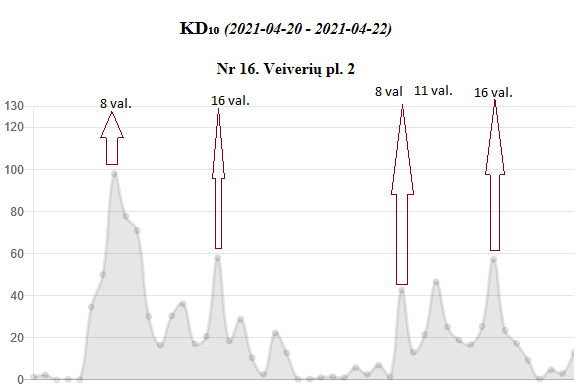 KD10 (2021-04-20 - 2021-04-22)
Nr 16. Veiverių pl. 2
8 val.
16 val.
8 val
11 val.
16 val.
130
120
100
80
60
40
20
0